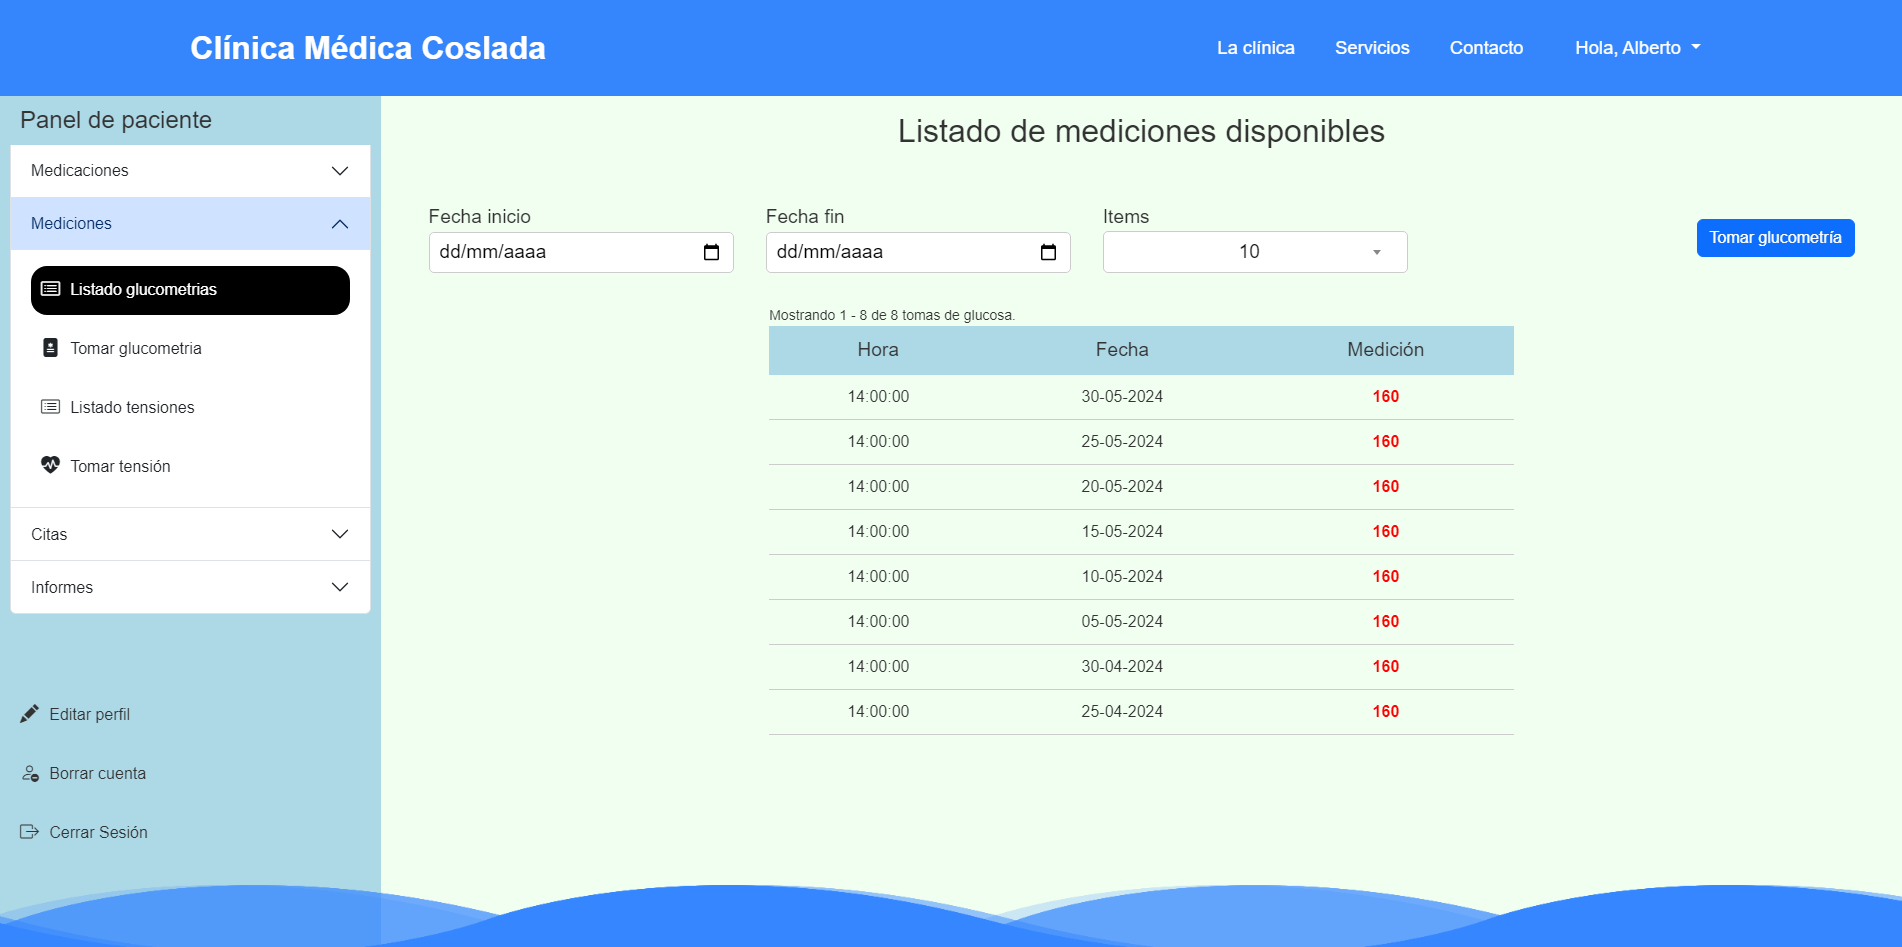 Clínica Médica Coslada
La clínica
Servicios
Contacto
Hola, Alberto
Panel de paciente
Medicaciones
Mediciones
Listado glucometrias
Tomar glucometria
Listado tensiones
Tomar tensión
Citas
Informes
Editar perfil
Borrar cuenta
Cerrar Sesión
Listado de mediciones disponibles
Fecha inicio
dd/mm/aaaa
Fecha fin
dd/mm/aaaa
Items
10
Tomar glucometría
Mostrando 1 - 8 de 8 tomas de glucosa.
Hora Fecha Medición
14:00:00 30-05-2024 160
14:00:00 25-05-2024 160
14:00:00 20-05-2024 160
14:00:00 15-05-2024 160
14:00:00 10-05-2024 160
14:00:00 05-05-2024 160
14:00:00 30-04-2024 160
14:00:00 25-04-2024 160